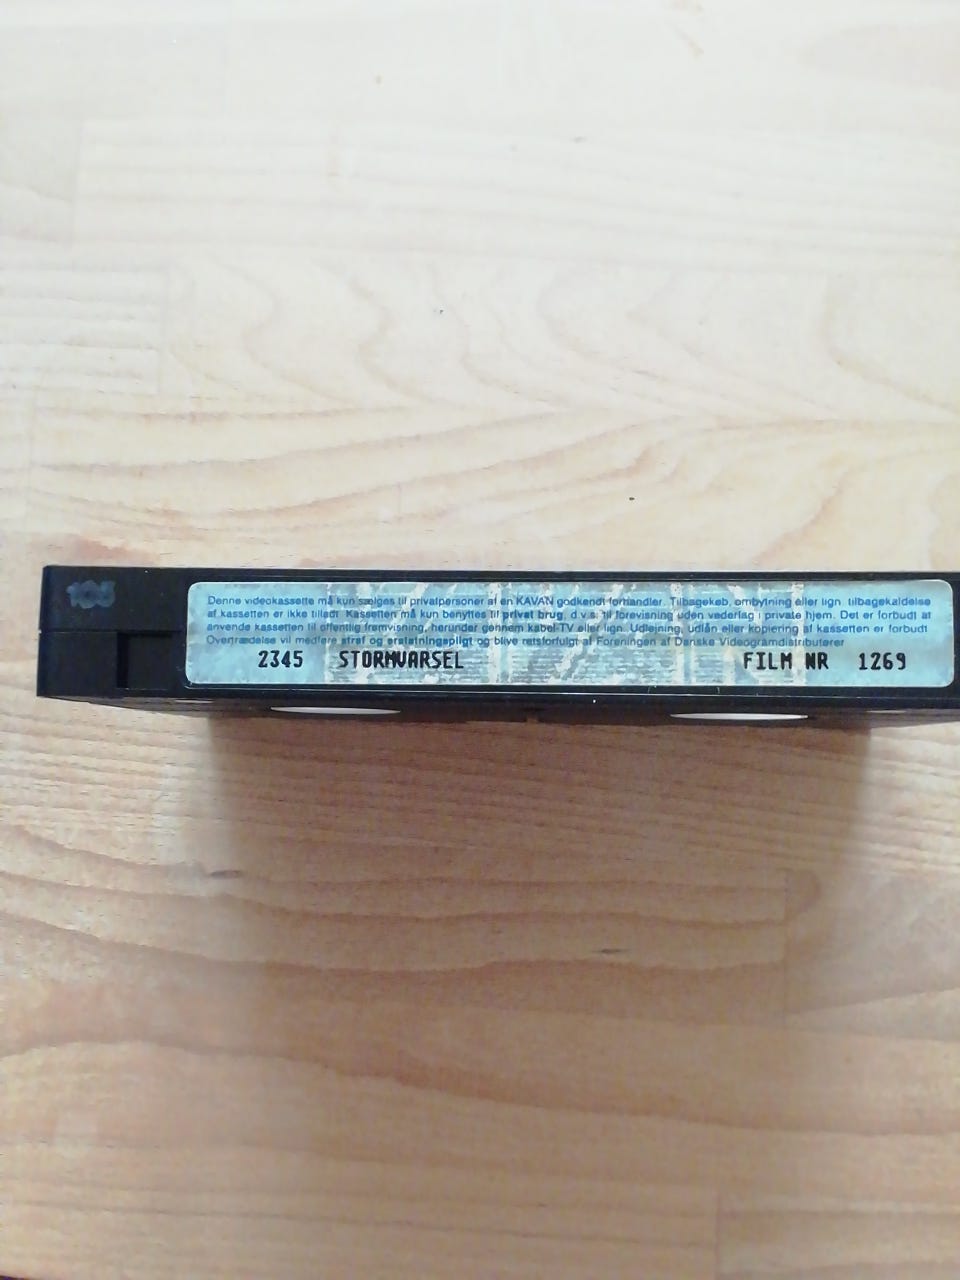 105
Denne videokassette må kun sælges til privatpersoner af en KAVAN godkendt forhandler. Tilbagekøb, ombytning eller lign. tilbagekaldelse
af kassetten er ikke tilladt. Kassetten må kun benyttes til privat brug, d.v.s. til forevisning uden vederlag i private hjem. Det er forbudt at
anvende kassetten til offentlig fremvisning, herunder gennem kabel-TV eller lign. Udlejning, udlån eller kopiering af kassetten er forbudt.
Overtrædelse vil medføre straf og erstatningspligt og blive retsforfulgt af Foreningen af Danske Videogramdistributører
2345 STORMVARSEL FILM NR 1269